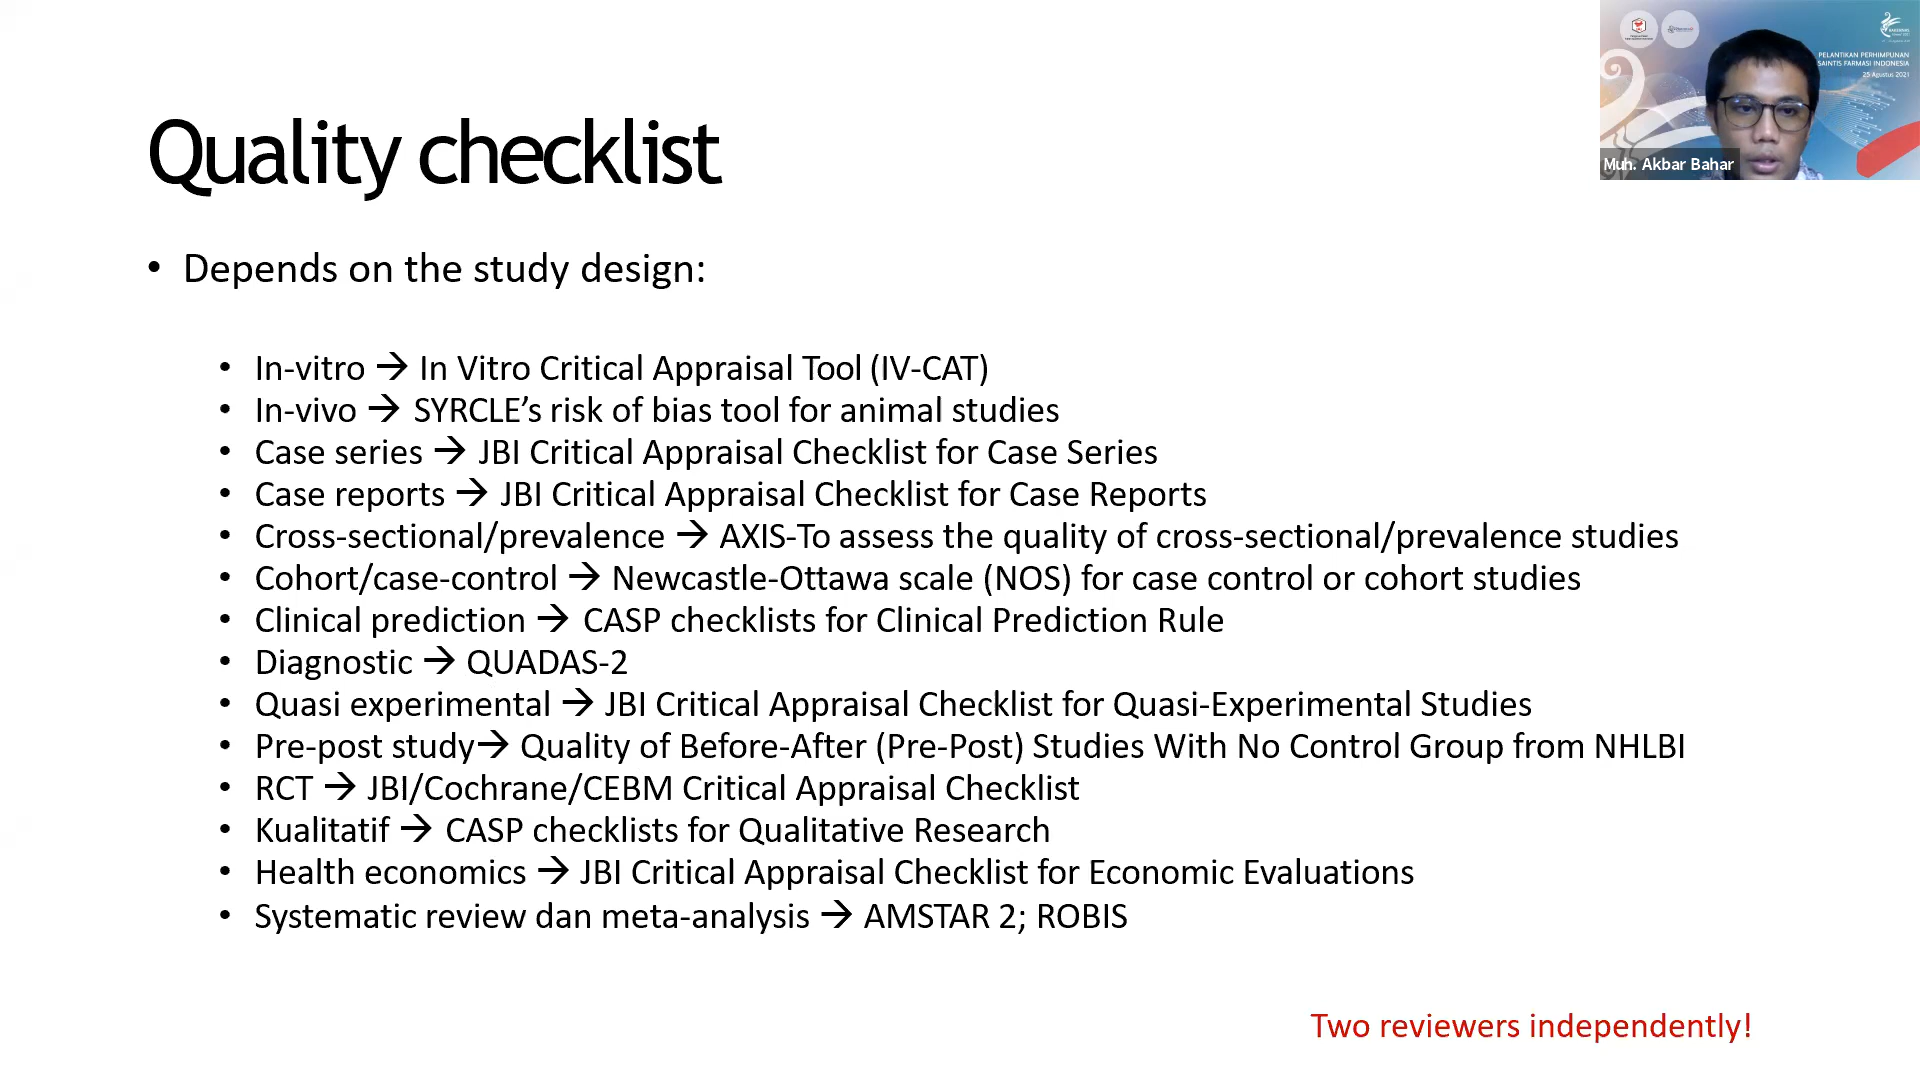 PELANTIKAN PERHIMPUNAN
SAINTIS FARMASI INDONESIA
25 Agustus 2021
Muh. Akbar Bahar
Quality checklist
• Depends on the study design:
• In-vitro → In Vitro Critical Appraisal Tool (IV-CAT)
• In-vivo → SYRCLE’s risk of bias tool for animal studies
• Case series → JBI Critical Appraisal Checklist for Case Series
• Case reports → JBI Critical Appraisal Checklist for Case Reports
• Cross-sectional/prevalence → AXIS-To assess the quality of cross-sectional/prevalence studies
• Cohort/case-control → Newcastle-Ottawa scale (NOS) for case control or cohort studies
• Clinical prediction → CASP checklists for Clinical Prediction Rule
• Diagnostic → QUADAS-2
• Quasi experimental → JBI Critical Appraisal Checklist for Quasi-Experimental Studies
• Pre-post study→ Quality of Before-After (Pre-Post) Studies With No Control Group from NHLBI
• RCT → JBI/Cochrane/CEBM Critical Appraisal Checklist
• Kualitatif → CASP checklists for Qualitative Research
• Health economics → JBI Critical Appraisal Checklist for Economic Evaluations
• Systematic review dan meta-analysis → AMSTAR 2; ROBIS
Two reviewers independently!